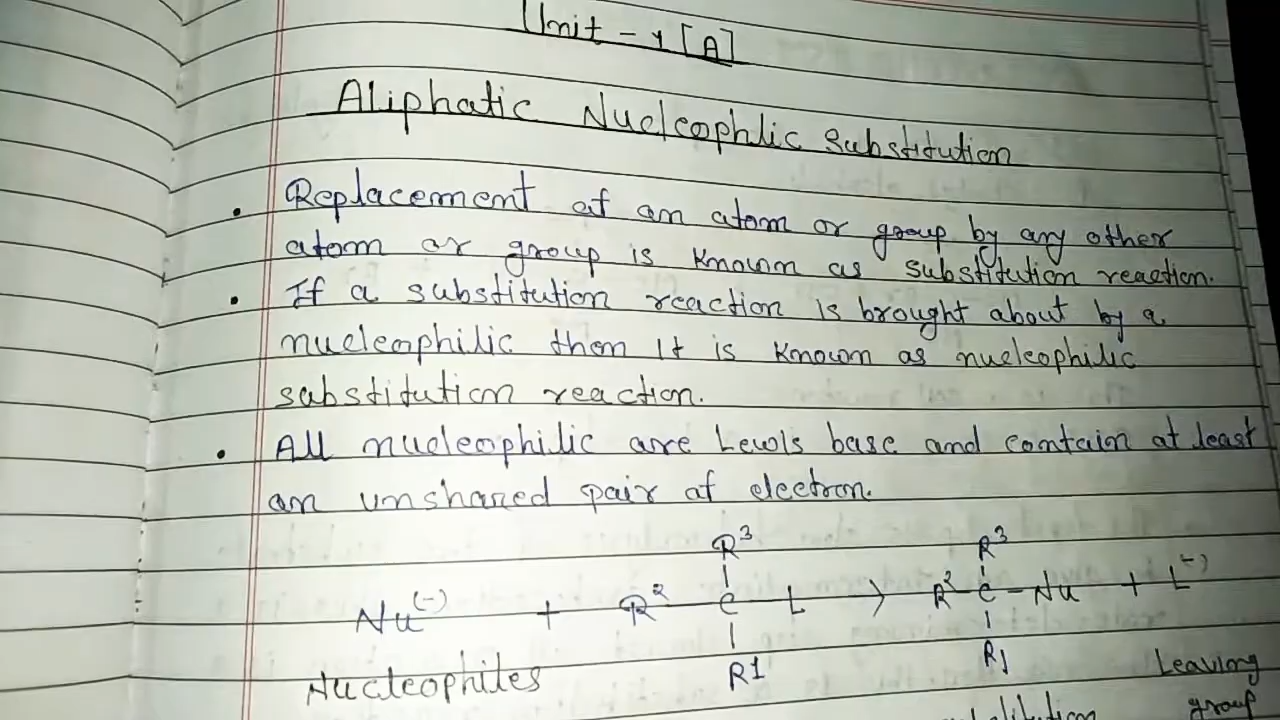 Unit - 1 [A]
Aliphatic Nucleophlic Substitution
• Replacement of an atom or group by any other
atom or group is known as substitution reaction.
• If a substitution reaction is brought about by a
nucleophilic then it is known as nucleophilic
substitution reaction.
• All nucleophilic are Lewis base and contain at least
an unshared pair of electron.
R³ R³
Nu(-) + R²-C-L → R²-C-Nu + L(-)
R1 R1
Nucleophites Leaving
group